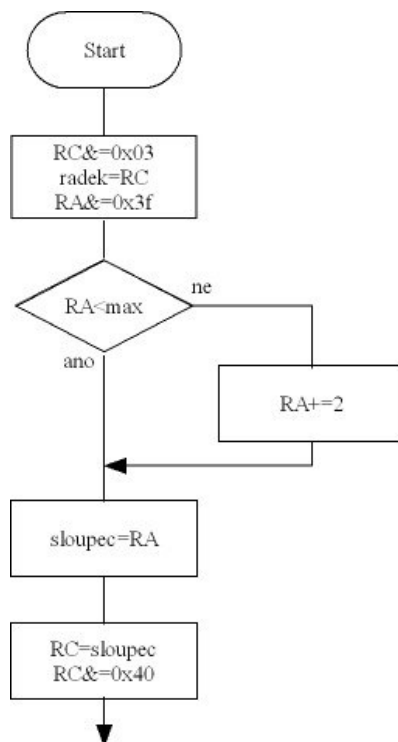 Start
RC&=0x03
radek=RC
RA&=0x3f
RA<max
ne
ano
RA+=2
sloupec=RA
RC=sloupec
RC&=0x40